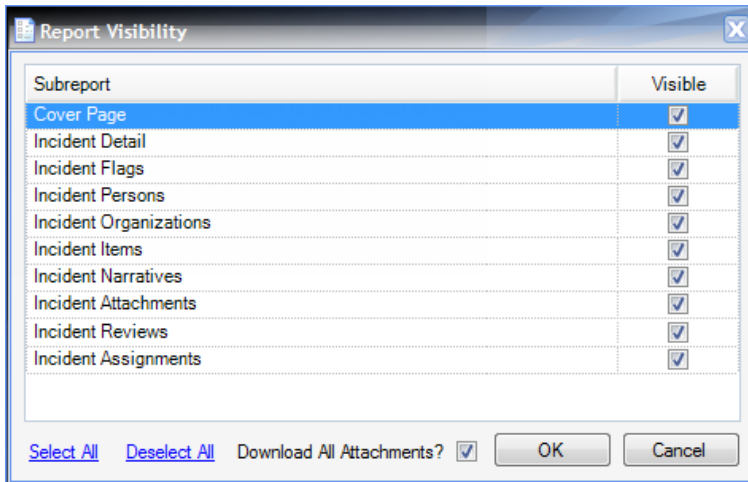 Report Visibility
Subreport Visible
Cover Page
Incident Detail
Incident Flags
Incident Persons
Incident Organizations
Incident Items
Incident Narratives
Incident Attachments
Incident Reviews
Incident Assignments
Select All Deselect All Download All Attachments? OK Cancel